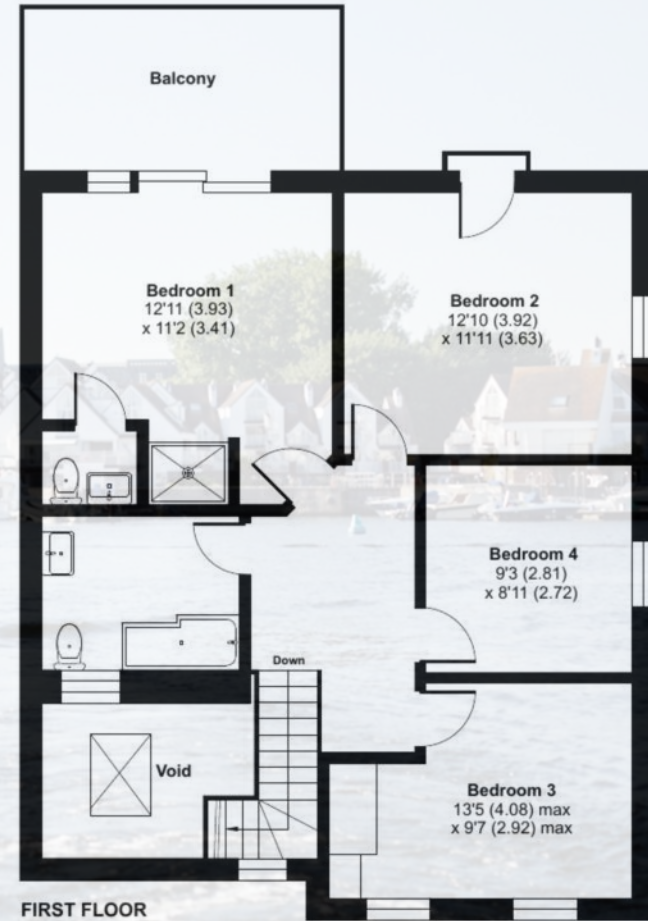 Balcony
Bedroom 1
12'11 (3.93)
x 11'2 (3.41)
Bedroom 2
12'10 (3.92)
x 11'11 (3.63)
Bedroom 4
9'3 (2.81)
x 8'11 (2.72)
Down
Void
Bedroom 3
13'5 (4.08) max
x 9'7 (2.92) max
FIRST FLOOR